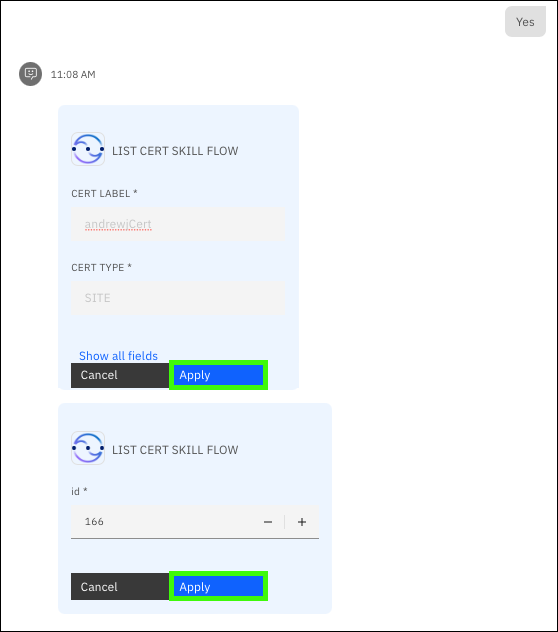 Yes
11:08 AM
LIST CERT SKILL FLOW
CERT LABEL *
andrewjCert
CERT TYPE *
SITE
Show all fields
Cancel Apply
LIST CERT SKILL FLOW
id *
166
Cancel Apply